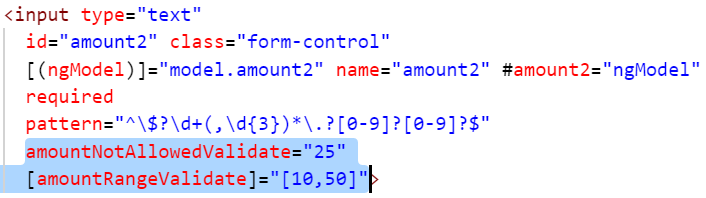 <input type="text"
id="amount2" class="form-control"
[(ngModel)]="model.amount2" name="amount2" #amount2="ngModel"
required
pattern="^\$?\d+(,\d{3})*\.?[0-9]?[0-9]?$"
amountNotAllowedValidate="25"
[amountRangeValidate]="[10,50]">